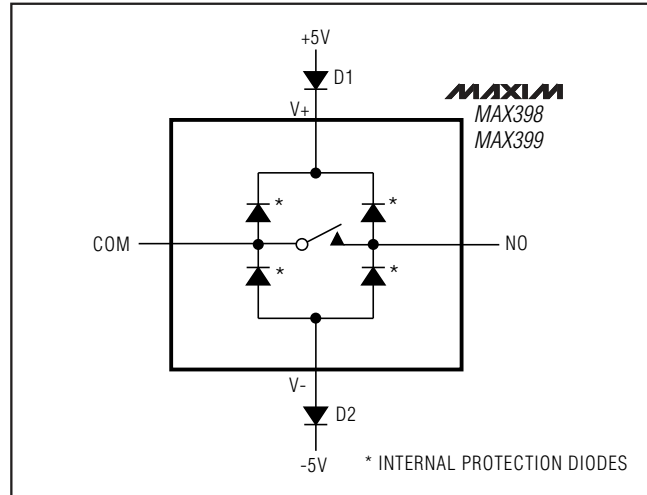 +5V
D1
V+
MAXIM
MAX398
MAX399
*
*
COM
NO
*
*
V-
D2
-5V
* INTERNAL PROTECTION DIODES